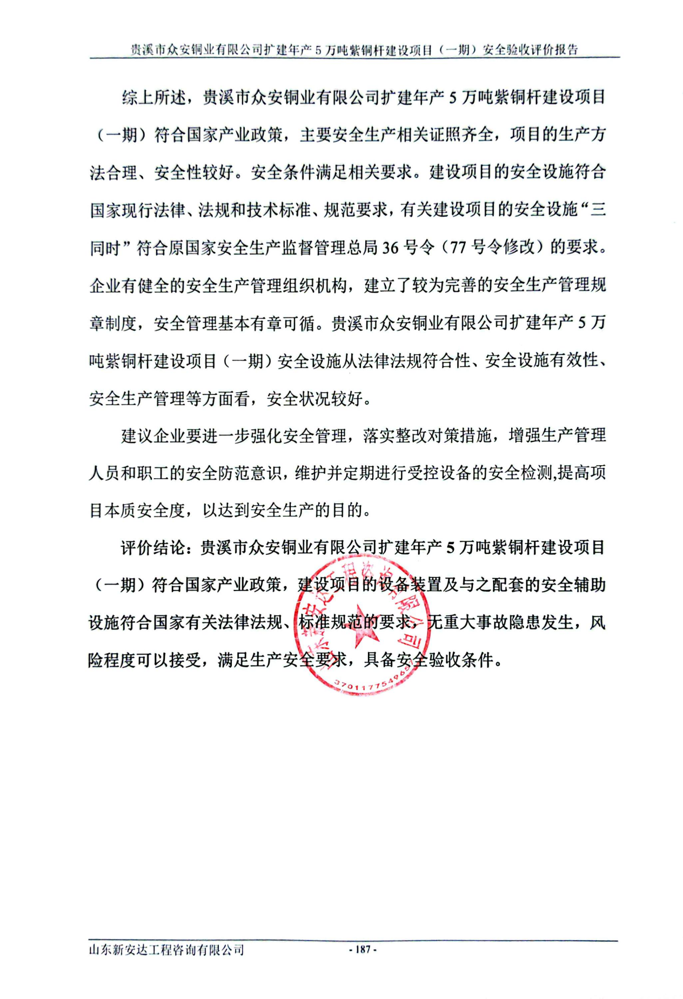 贵溪市众安铜业有限公司扩建年产5万吨紫铜杆建设项目（一期）安全验收评价报告
综上所述，贵溪市众安铜业有限公司扩建年产5万吨紫铜杆建设项目
（一期）符合国家产业政策，主要安全生产相关证照齐全，项目的生产方
法合理、安全性较好。安全条件满足相关要求。建设项目的安全设施符合
国家现行法律、法规和技术标准、规范要求，有关建设项目的安全设施“三
同时”符合原国家安全生产监督管理总局36号令（77号令修改）的要求。
企业有健全的安全生产管理组织机构，建立了较为完善的安全生产管理规
章制度，安全管理基本有章可循。贵溪市众安铜业有限公司扩建年产5万
吨紫铜杆建设项目（一期）安全设施从法律法规符合性、安全设施有效性、
安全生产管理等方面看，安全状况较好。
建议企业要进一步强化安全管理，落实整改对策措施，增强生产管理
人员和职工的安全防范意识，维护并定期进行受控设备的安全检测,提高项
目本质安全度，以达到安全生产的目的。
评价结论：贵溪市众安铜业有限公司扩建年产5万吨紫铜杆建设项目
（一期）符合国家产业政策，建设项目的设备装置及与之配套的安全辅助
设施符合国家有关法律法规、标准规范的要求，无重大事故隐患发生，风
险程度可以接受，满足生产安全要求，具备安全验收条件。
山东新安达工程咨询有限公司
3701177549657
山东新安达工程咨询有限公司
-187-